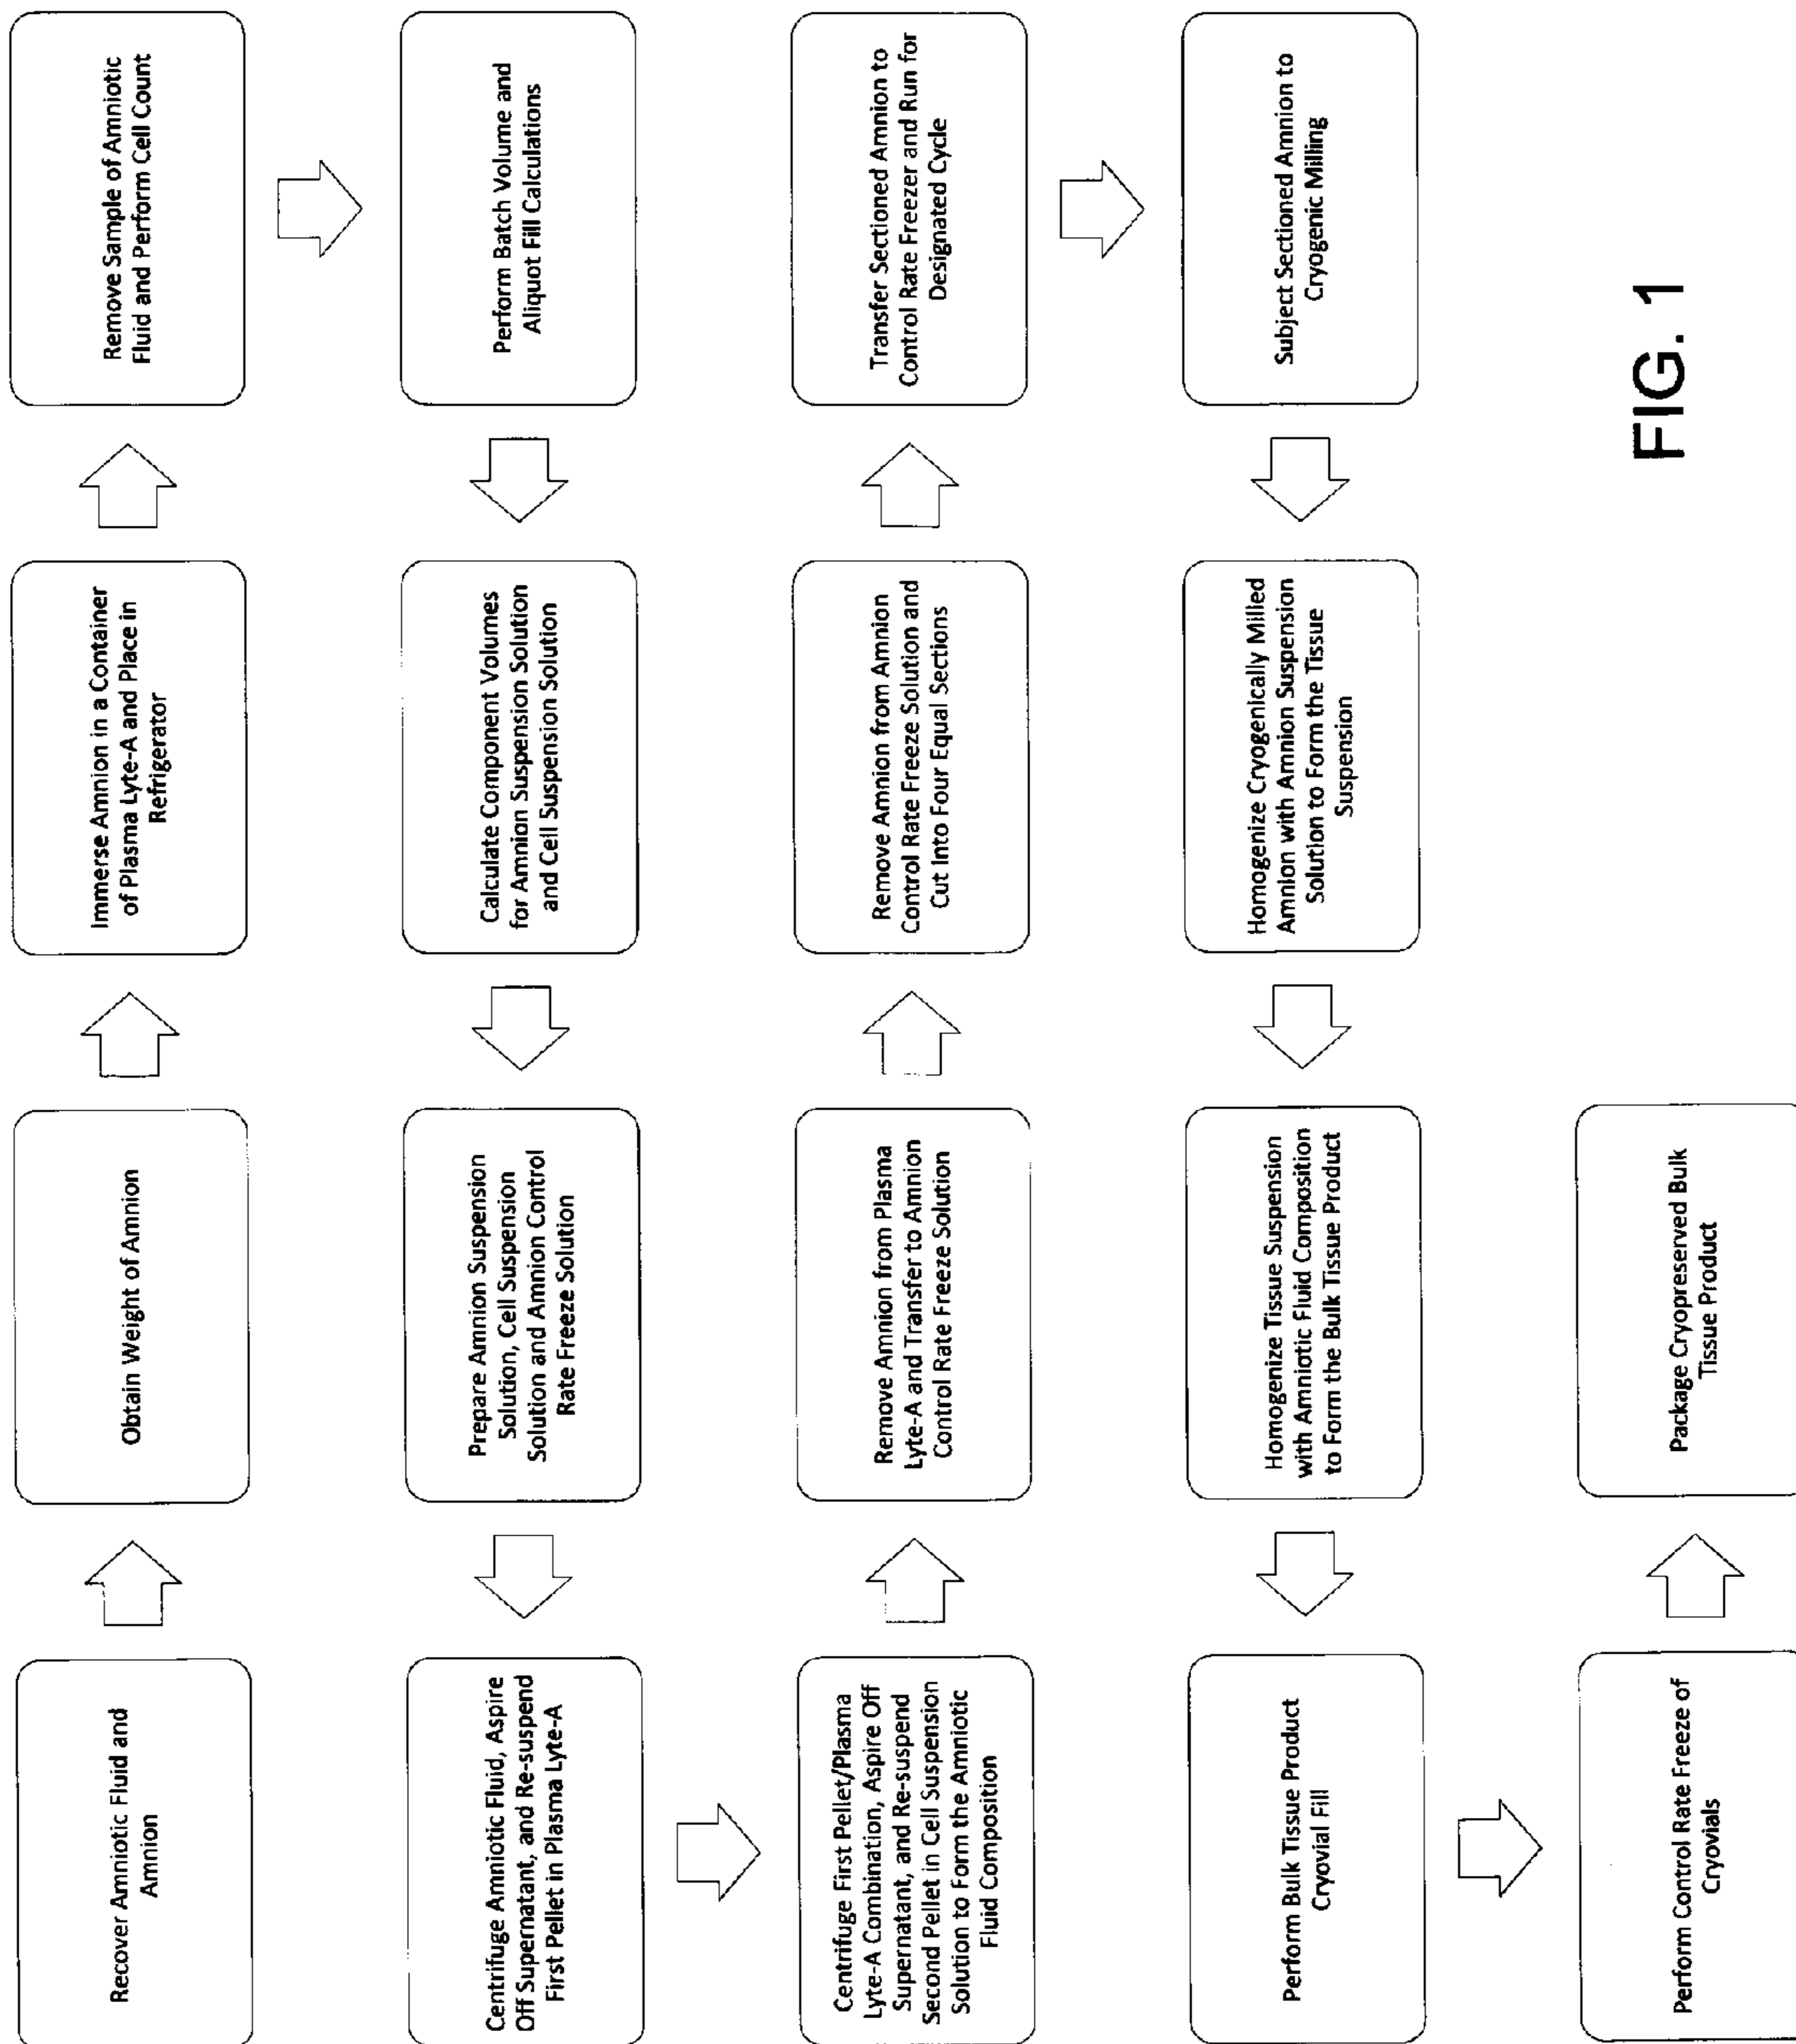 Recover Amniotic Fluid and
Amnion
Obtain Weight of Amnion
Immerse Amnion in a Container
of Plasma Lyte-A and Place in
Refrigerator
Remove Sample of Amniotic
Fluid and Perform Cell Count
Perform Batch Volume and
Aliquot Fill Calculations
Calculate Component Volumes
for Amnion Suspension Solution
and Cell Suspension Solution
Prepare Amnion Suspension
Solution, Cell Suspension
Solution and Amnion Control
Rate Freeze Solution
Centrifuge Amniotic Fluid, Aspire
Off Supernatant, and Re-suspend
First Pellet in Plasma Lyte-A
Centrifuge First Pellet/Plasma
Lyte-A Combination, Aspire Off
Supernatant, and Re-suspend
Second Pellet in Cell Suspension
Solution to Form the Amniotic
Fluid Composition
Remove Amnion from Plasma
Lyte-A and Transfer to Amnion
Control Rate Freeze Solution
Remove Amnion from Amnion
Control Rate Freeze Solution and
Cut Into Four Equal Sections
Transfer Sectioned Amnion to
Control Rate Freezer and Run for
Designated Cycle
Subject Sectioned Amnion to
Cryogenic Milling
Homogenize Cryogenically Milled
Amnion with Amnion Suspension
Solution to Form the Tissue
Suspension
Homogenize Tissue Suspension
with Amniotic Fluid Composition
to Form the Bulk Tissue Product
Perform Bulk Tissue Product
Cryovial Fill
Perform Control Rate Freeze of
Cryovials
Package Cryopreserved Bulk
Tissue Product
FIG. 1